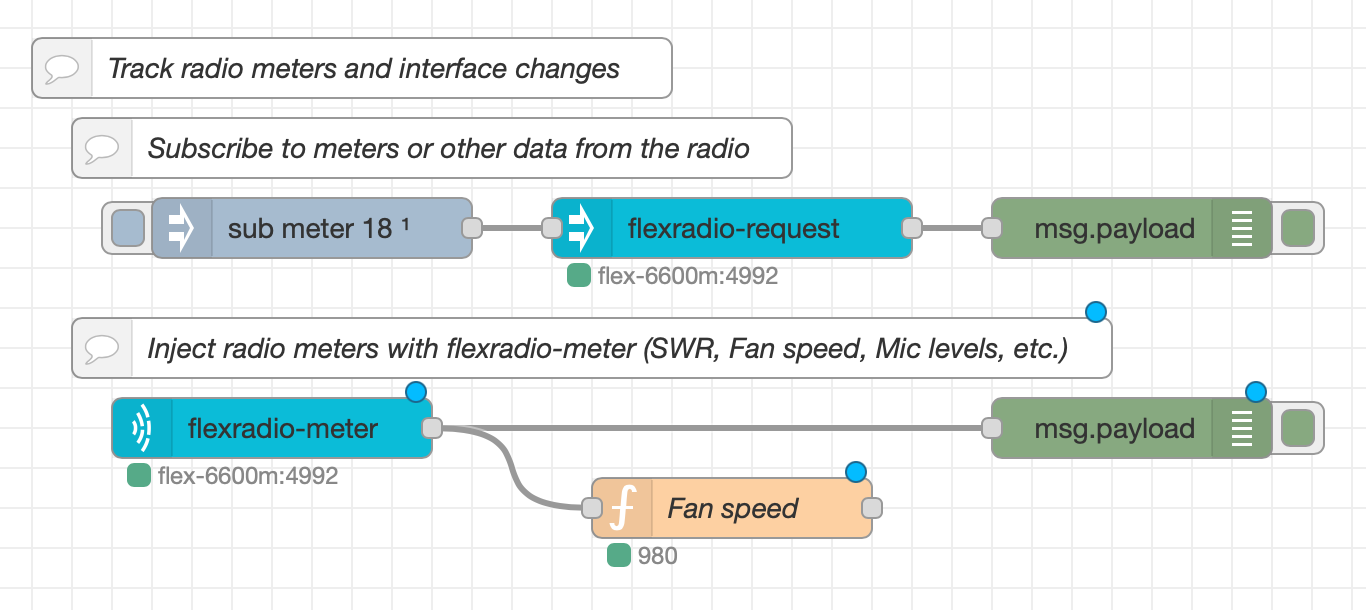 Track radio meters and interface changes
Subscribe to meters or other data from the radio
sub meter 18 ¹
flexradio-request
msg.payload
flex-6600m:4992
Inject radio meters with flexradio-meter (SWR, Fan speed, Mic levels, etc.)
flexradio-meter
msg.payload
flex-6600m:4992
Fan speed
980